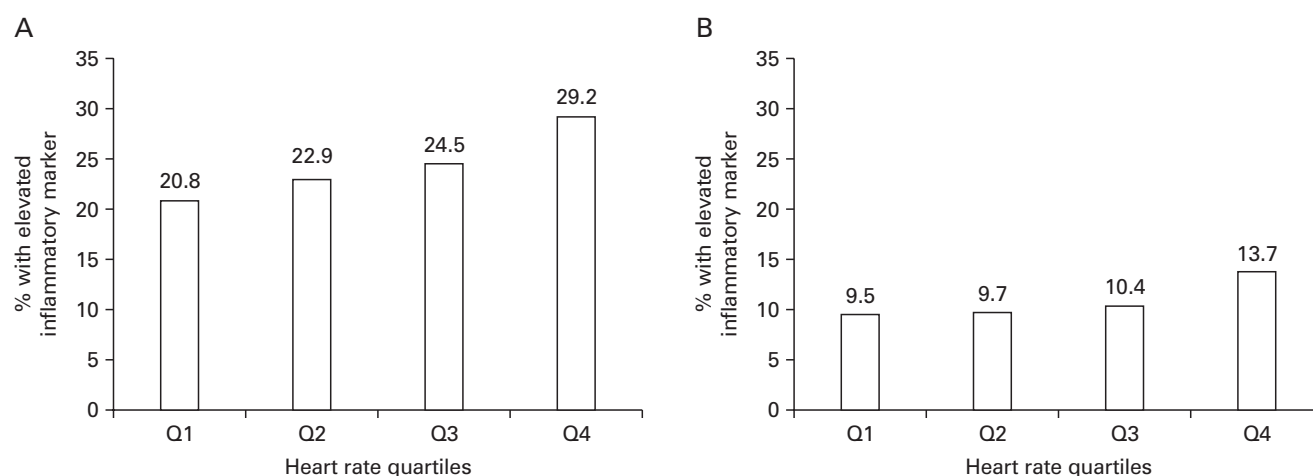 A
% with elevated
inflammatory marker
35
30
25
20
15
10
5
0
20.8
22.9
24.5
29.2
Q1 Q2 Q3 Q4
Heart rate quartiles
B
% with elevated
inflammatory marker
35
30
25
20
15
10
5
0
9.5
9.7
10.4
13.7
Q1 Q2 Q3 Q4
Heart rate quartiles